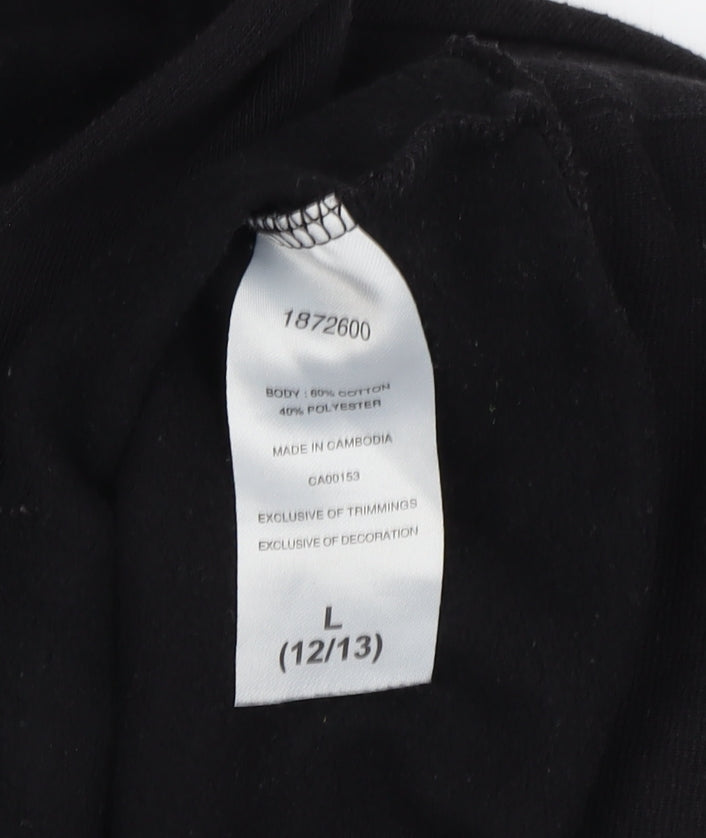 1872600
BODY : 60% COTTON
40% POLYESTER
MADE IN CAMBODIA
CA00153
EXCLUSIVE OF TRIMMINGS
EXCLUSIVE OF DECORATION
L
(12/13)